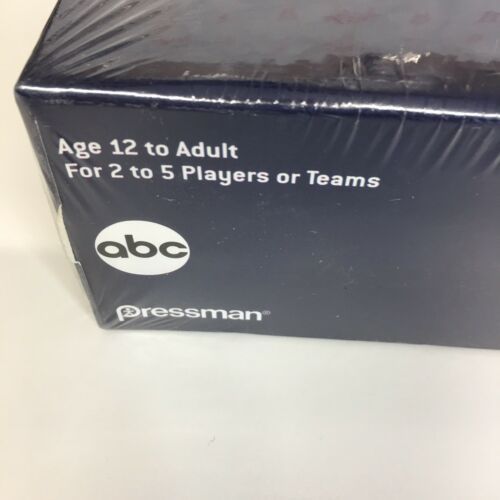 Age 12 to Adult
For 2 to 5 Players or Teams
abc
Pressman®